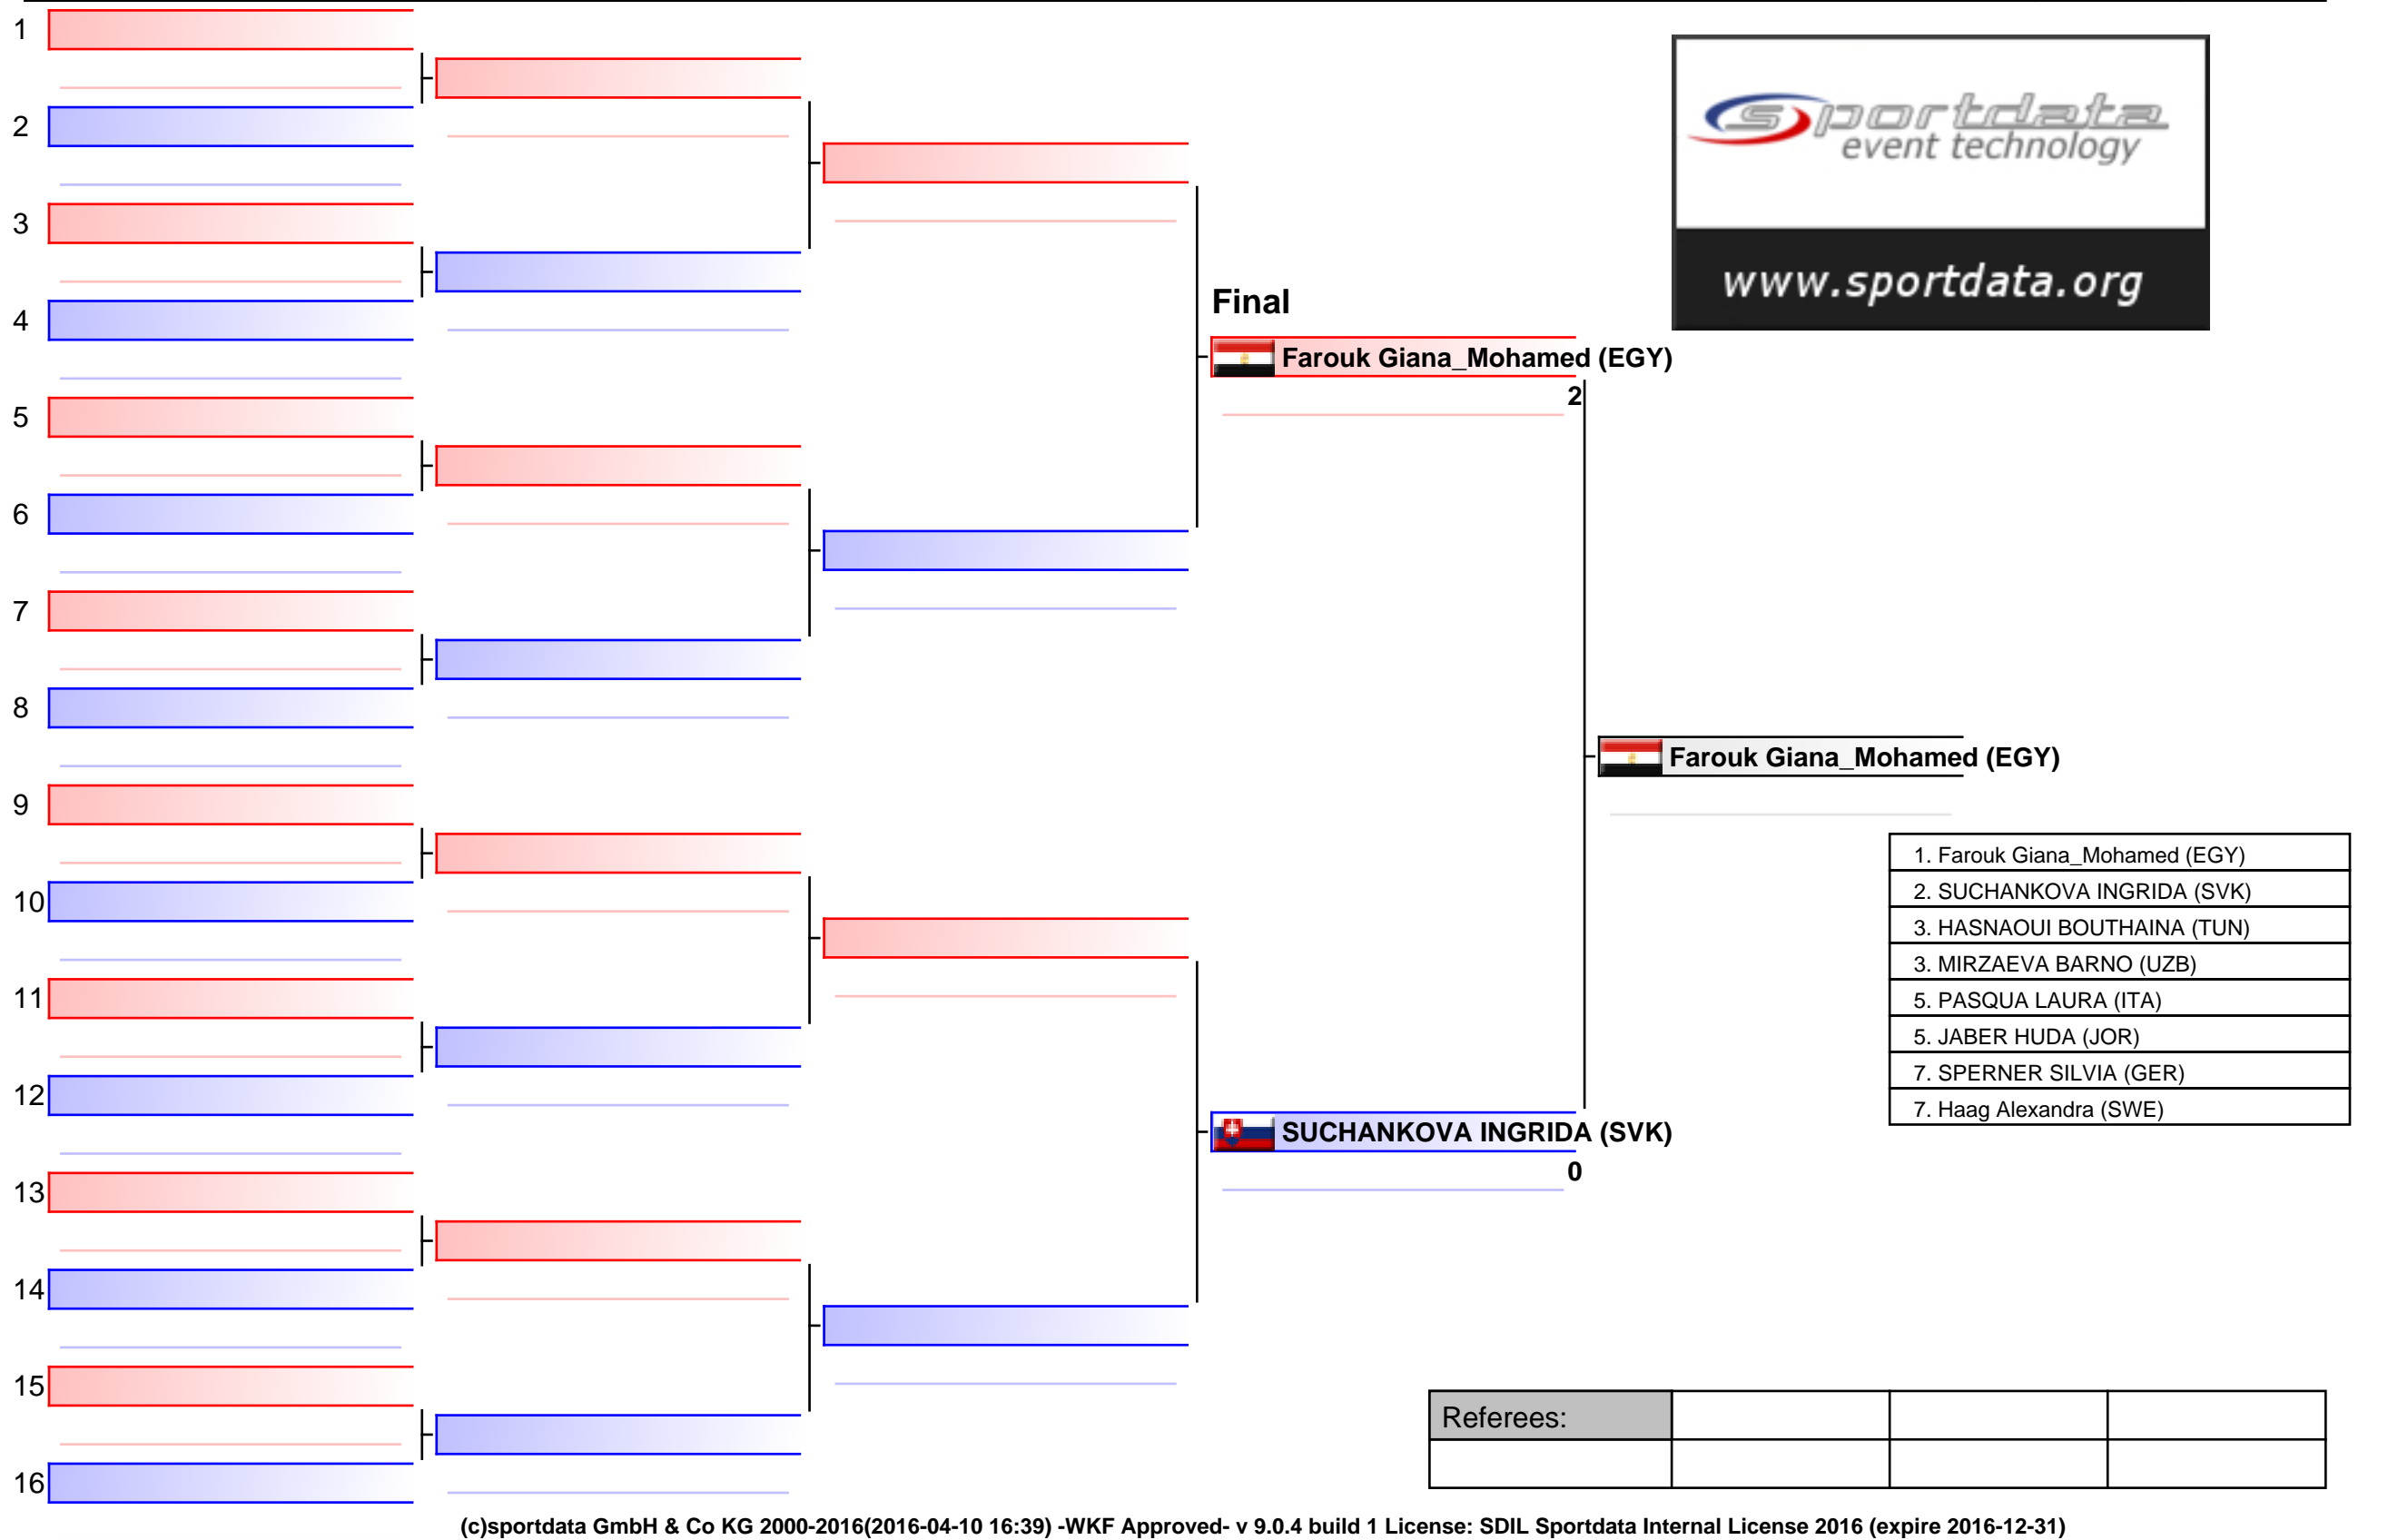 1
2
3
4
5
6
7
8
9
10
11
12
13
14
15
16
sportdata
event technology
www.sportdata.org
Final
Farouk Giana_Mohamed (EGY)
2
Farouk Giana_Mohamed (EGY)
SUCHANKOVA INGRIDA (SVK)
0
1. Farouk Giana_Mohamed (EGY)
2. SUCHANKOVA INGRIDA (SVK)
3. HASNAOUI BOUTHAINA (TUN)
3. MIRZAEVA BARNO (UZB)
5. PASQUA LAURA (ITA)
5. JABER HUDA (JOR)
7. SPERNER SILVIA (GER)
7. Haag Alexandra (SWE)
Referees:
(c)sportdata GmbH & Co KG 2000-2016(2016-04-10 16:39) -WKF Approved- v 9.0.4 build 1 License: SDIL Sportdata Internal License 2016 (expire 2016-12-31)